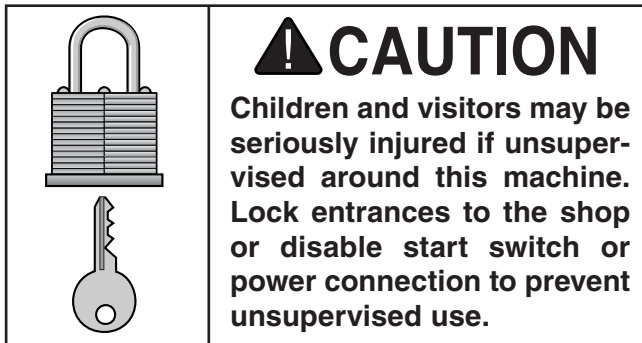 CAUTION
Children and visitors may be
seriously injured if unsuper-
vised around this machine.
Lock entrances to the shop
or disable start switch or
power connection to prevent
unsupervised use.